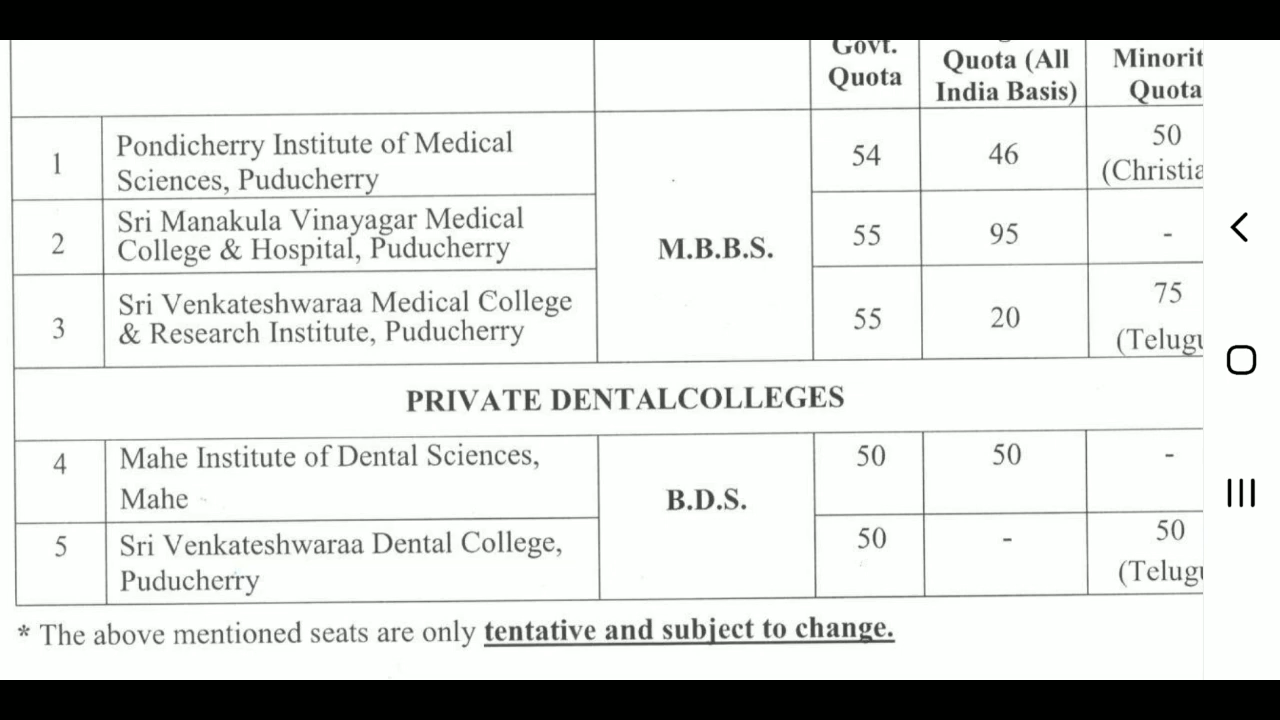 Govt.
Quota
Quota (All
India Basis)
Minorit
Quota
1
Pondicherry Institute of Medical
Sciences, Puducherry
M.B.B.S.
54
46
50
(Christia
2
Sri Manakula Vinayagar Medical
College & Hospital, Puducherry
55
95
-
3
Sri Venkateshwaraa Medical College
& Research Institute, Puducherry
55
20
75
(Telugu
PRIVATE DENTALCOLLEGES
4
Mahe Institute of Dental Sciences,
Mahe
B.D.S.
50
50
-
5
Sri Venkateshwaraa Dental College,
Puducherry
50
-
50
(Telugu
* The above mentioned seats are only tentative and subject to change.